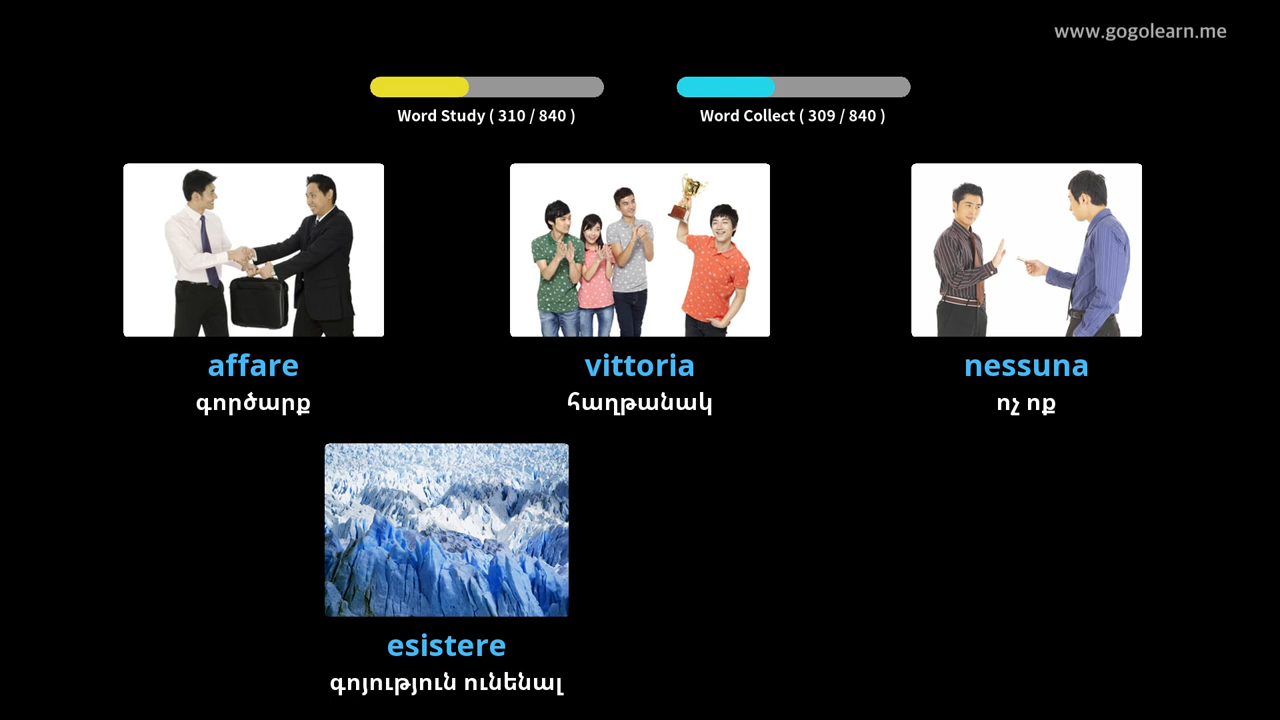 www.gogolearn.me
Word Study ( 310 / 840 )
Word Collect ( 309 / 840 )
affare
գործարք
vittoria
հաղթանակ
nessuna
ոչ ոք
esistere
գոյություն ունենալ